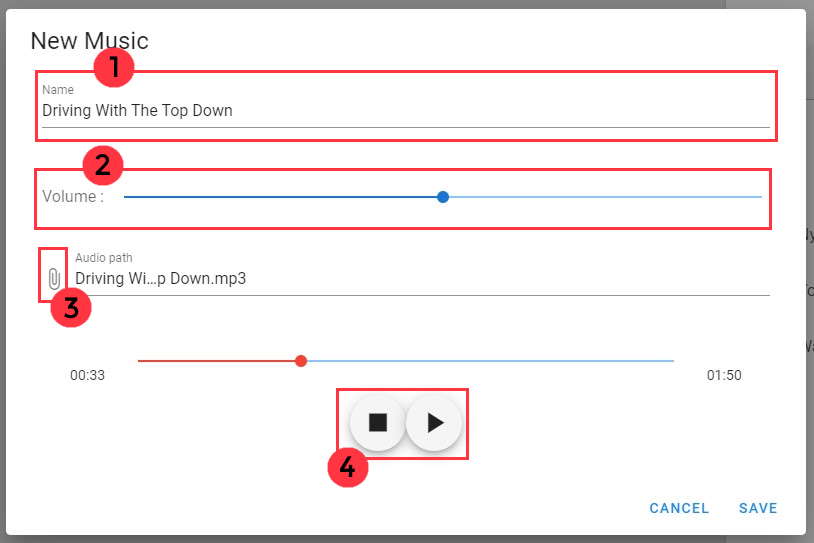 New Music
1
Name
Driving With The Top Down
2
Volume :
Audio path
Driving Wi...p Down.mp3
3
00:33
01:50
4
CANCEL SAVE